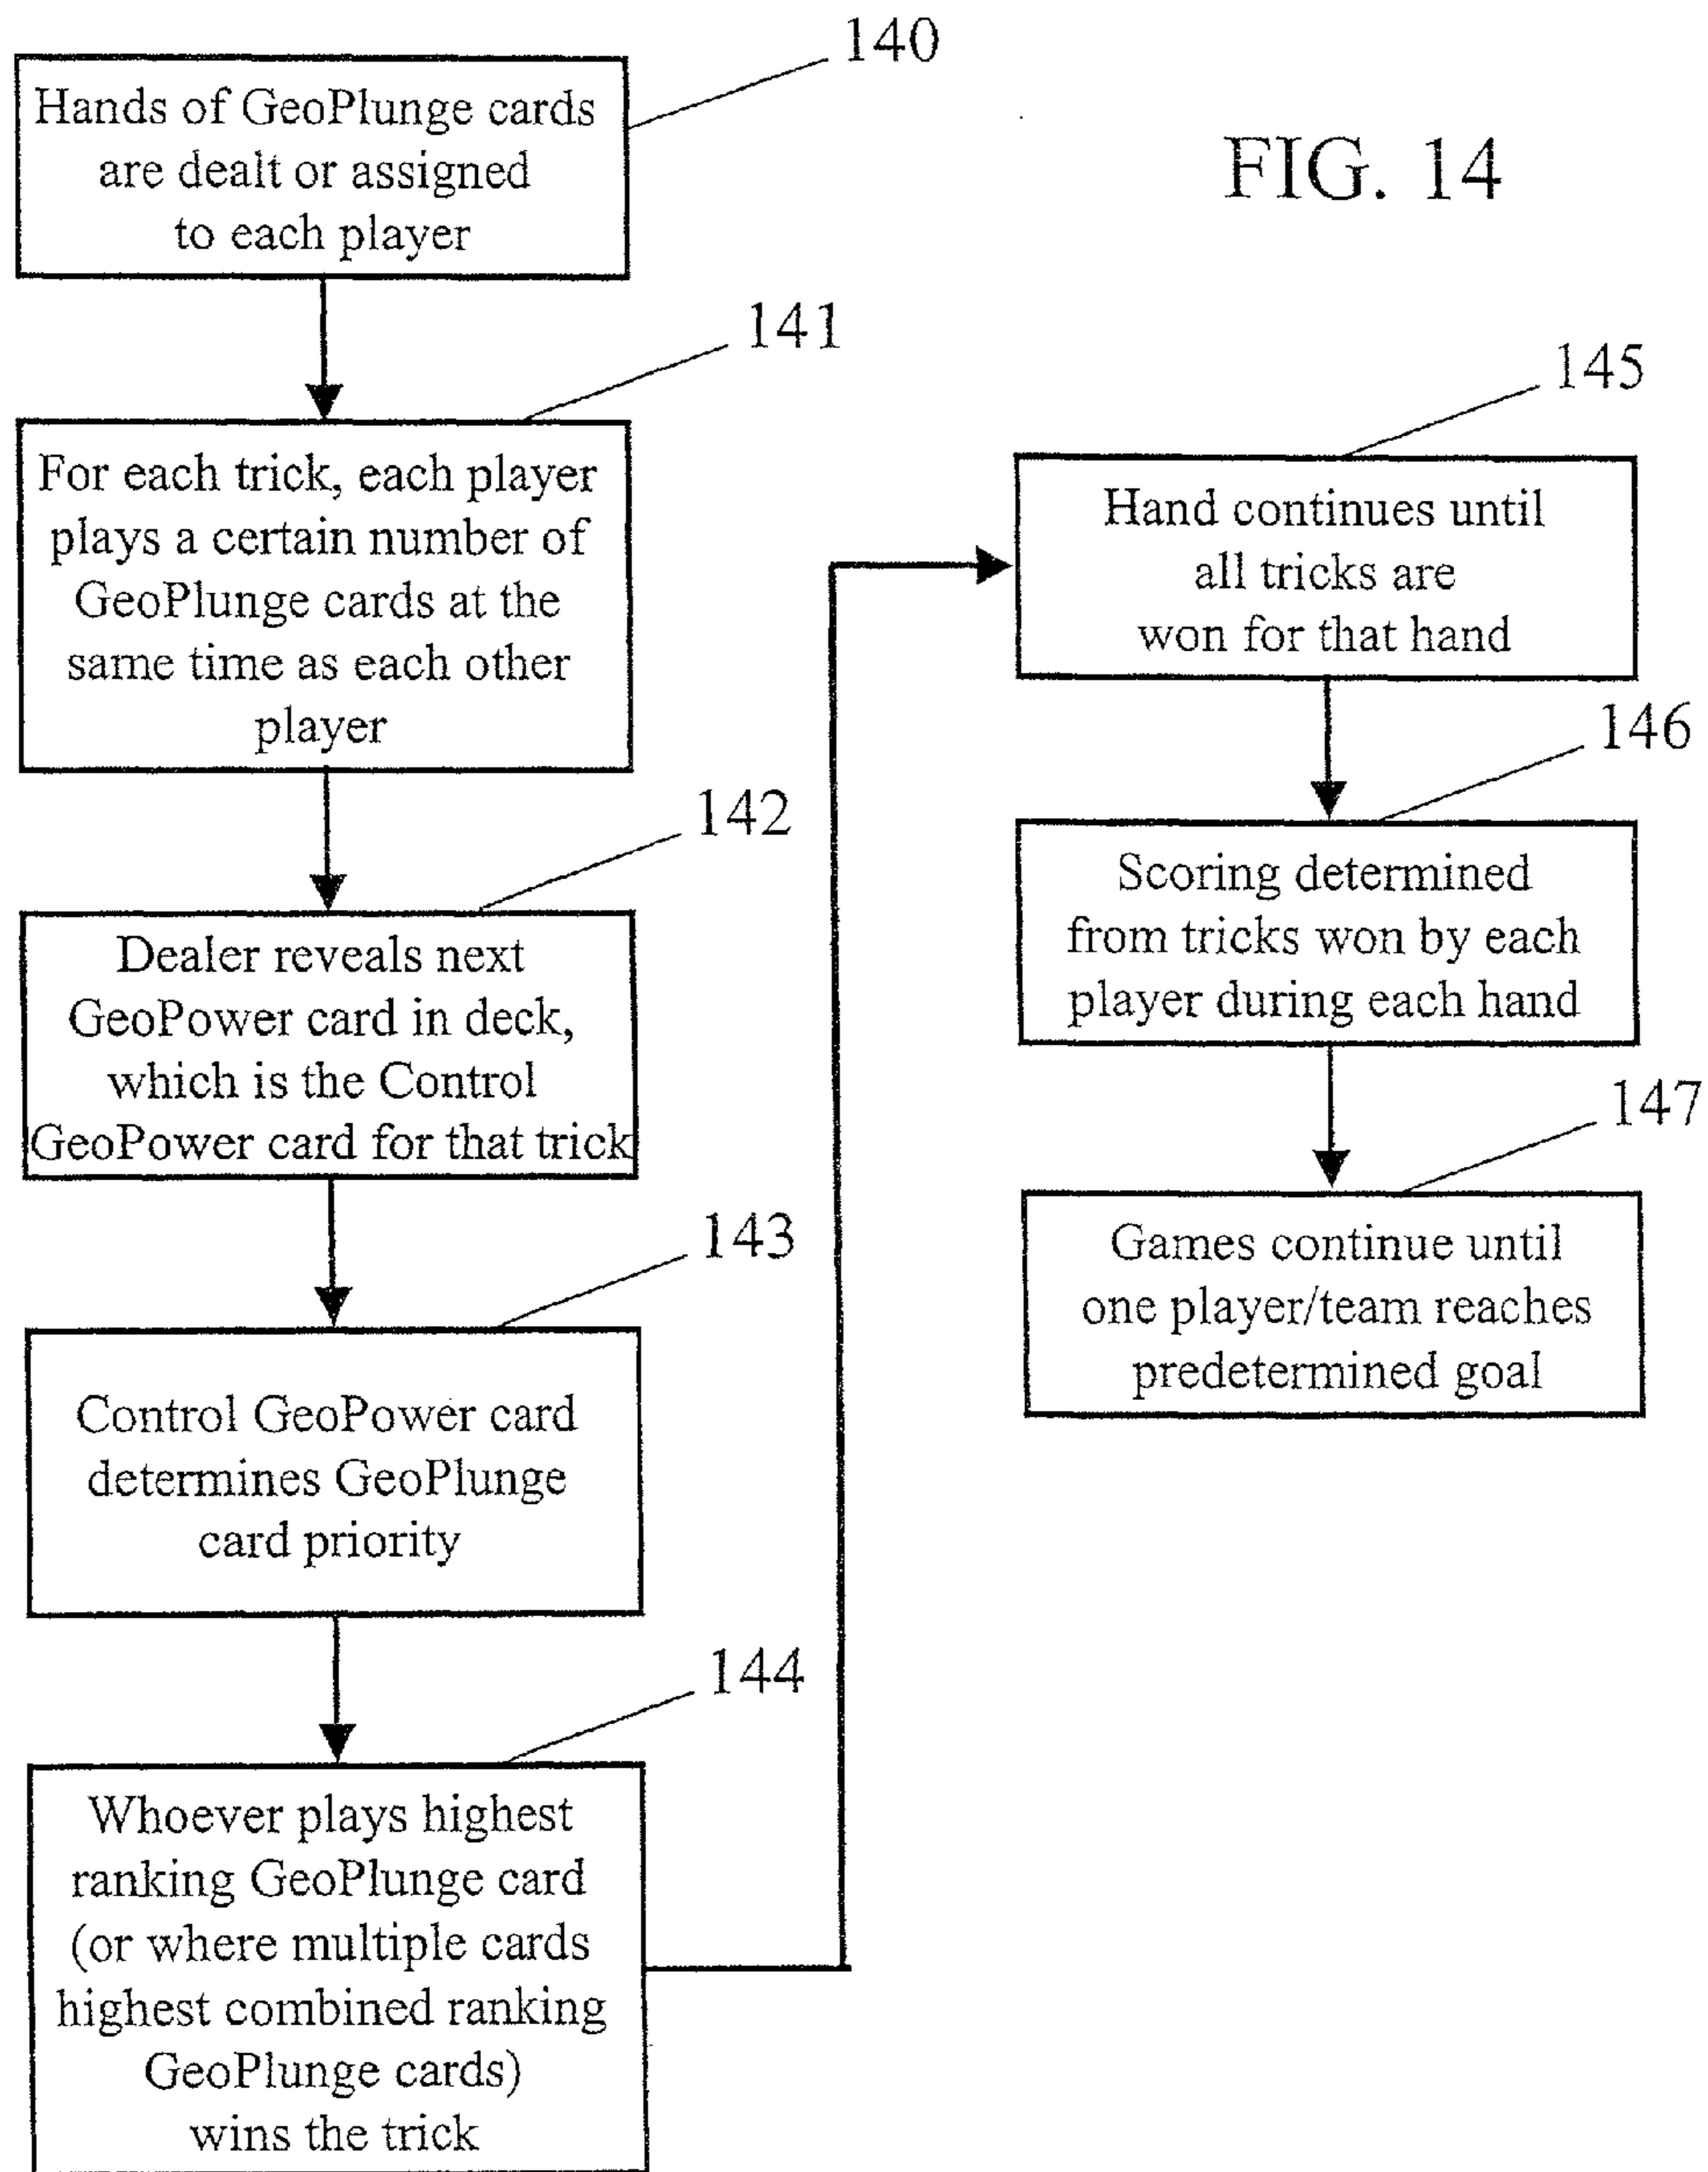 FIG. 14
140
Hands of GeoPlunge cards
are dealt or assigned
to each player
141
For each trick, each player
plays a certain number of
GeoPlunge cards at the
same time as each other
player
142
Dealer reveals next
GeoPower card in deck,
which is the Control
GeoPower card for that trick
143
Control GeoPower card
determines GeoPlunge
card priority
144
Whoever plays highest
ranking GeoPlunge card
(or where multiple cards
highest combined ranking
GeoPlunge cards)
wins the trick
145
Hand continues until
all tricks are
won for that hand
146
Scoring determined
from tricks won by each
player during each hand
147
Games continue until
one player/team reaches
predetermined goal